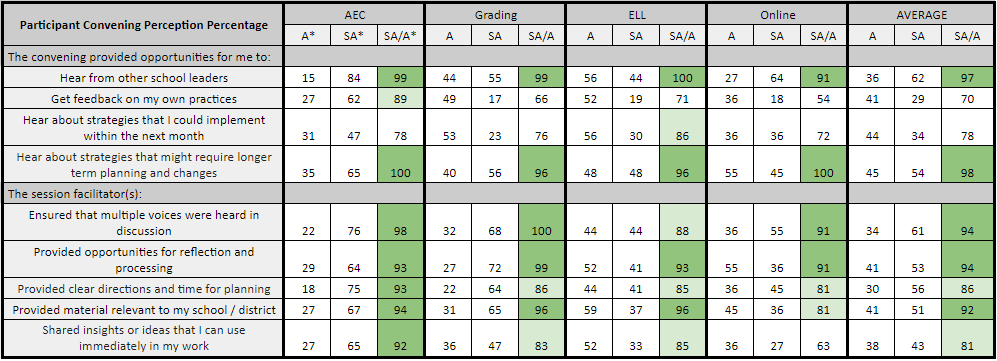 Participant Convening Perception Percentage AEC Grading ELL Online AVERAGE
A* SA* SA/A* A SA SA/A A SA SA/A A SA SA/A A SA SA/A
The convening provided opportunities for me to:
Hear from other school leaders 15 84 99 44 55 99 56 44 100 27 64 91 36 62 97
Get feedback on my own practices 27 62 89 49 17 66 52 19 71 36 18 54 41 29 70
Hear about strategies that I could implement
within the next month 31 47 78 53 23 76 56 30 86 36 36 72 44 34 78
Hear about strategies that might require longer
term planning and changes 35 65 100 40 56 96 48 48 96 55 45 100 45 54 98
The session facilitator(s):
Ensured that multiple voices were heard in
discussion 22 76 98 32 68 100 44 44 88 36 55 91 34 61 94
Provided opportunities for reflection and
processing 29 64 93 27 72 99 52 41 93 55 36 91 41 53 94
Provided clear directions and time for planning 18 75 93 22 64 86 44 41 85 36 45 81 30 56 86
Provided material relevant to my school / district 27 67 94 31 65 96 59 37 96 45 36 81 41 51 92
Shared insights or ideas that I can use
immediately in my work 27 65 92 36 47 83 52 33 85 36 27 63 38 43 81